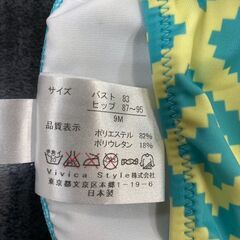 サイズ
バスト 83
ヒップ 87〜95
9M
品質表示
ポリエステル 82%
ポリウレタン 18%
Vivica Style株式会社
東京都文京区本郷1-19-6
日本製